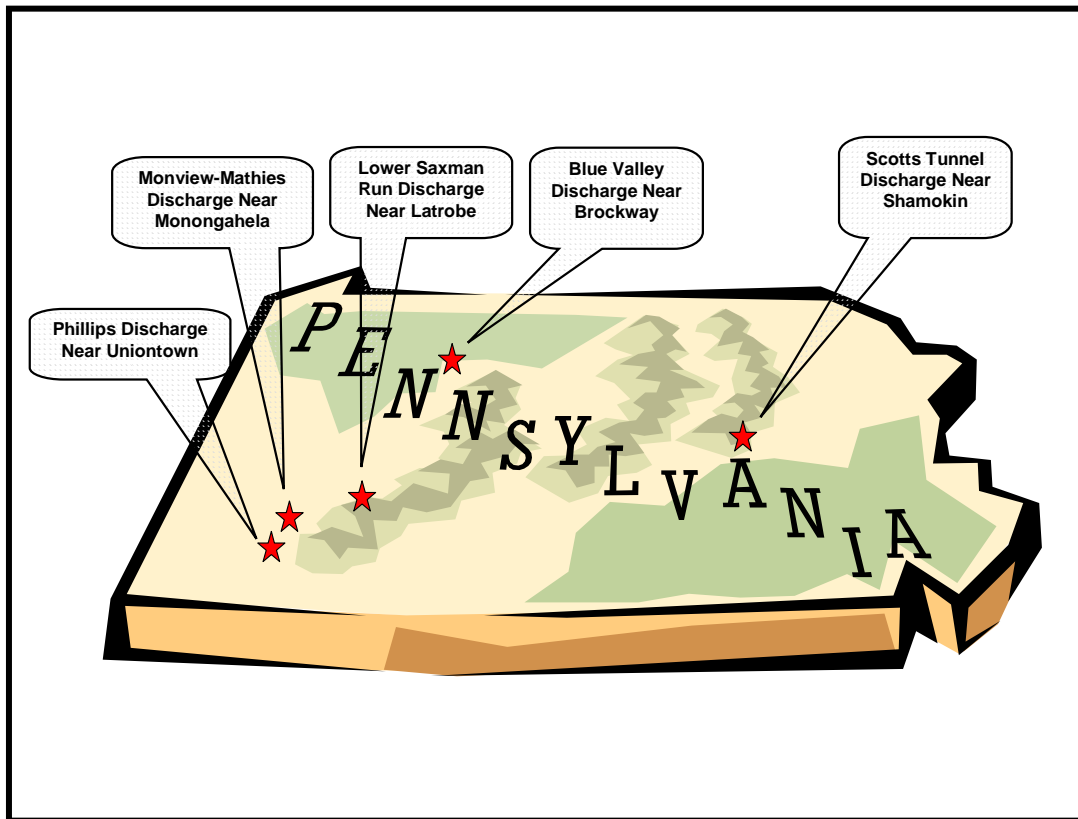 Monview-Mathies
Discharge Near
Monongahela
Lower Saxman
Run Discharge
Near Latrobe
Blue Valley
Discharge Near
Brockway
Scotts Tunnel
Discharge Near
Shamokin
Phillips Discharge
Near Uniontown
PENNSYLVANIA